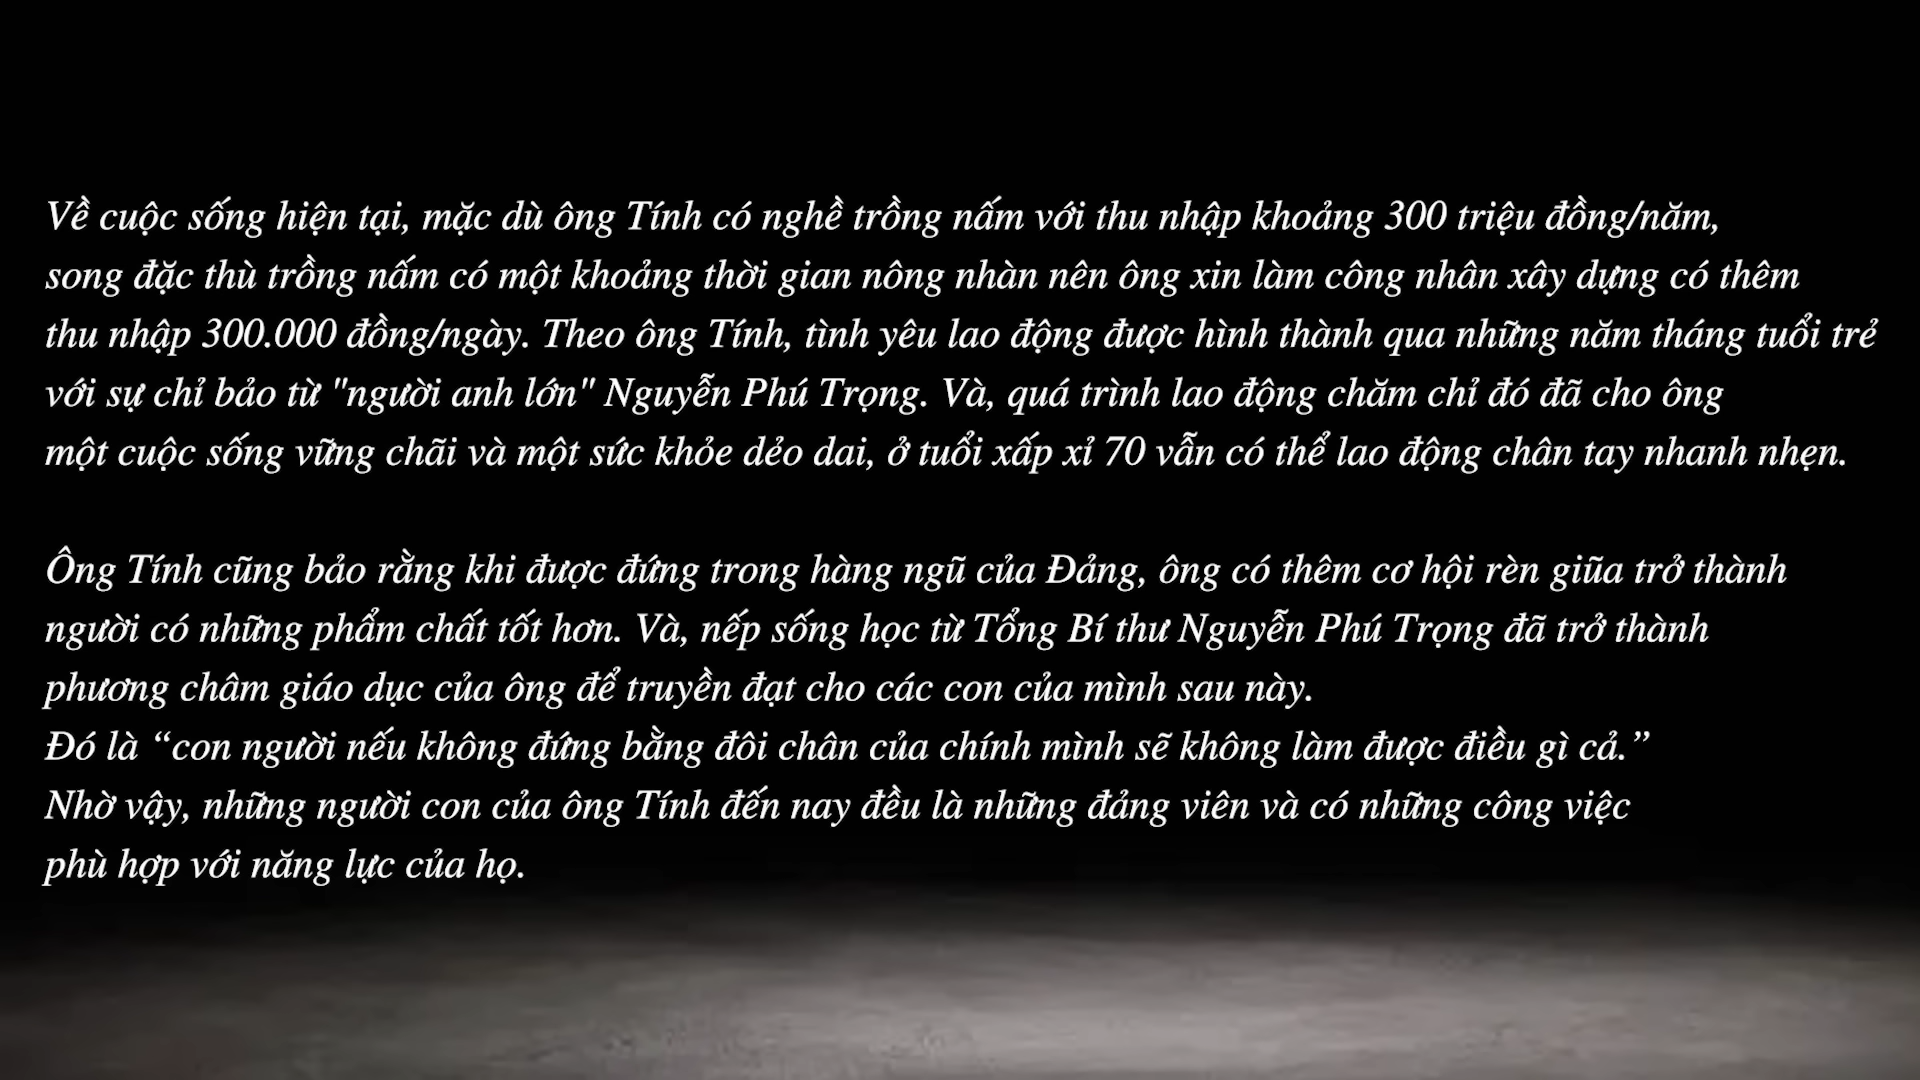 Về cuộc sống hiện tại, mặc dù ông Tính có nghề trồng nấm với thu nhập khoảng 300 triệu đồng/năm,
song đặc thù trồng nấm có một khoảng thời gian nông nhàn nên ông xin làm công nhân xây dựng có thêm
thu nhập 300.000 đồng/ngày. Theo ông Tính, tình yêu lao động được hình thành qua những năm tháng tuổi trẻ
với sự chỉ bảo từ "người anh lớn" Nguyễn Phú Trọng. Và, quá trình lao động chăm chỉ đó đã cho ông
một cuộc sống vững chãi và một sức khỏe dẻo dai, ở tuổi xấp xỉ 70 vẫn có thể lao động chân tay nhanh nhẹn.
Ông Tính cũng bảo rằng khi được đứng trong hàng ngũ của Đảng, ông có thêm cơ hội rèn giũa trở thành
người có những phẩm chất tốt hơn. Và, nếp sống học từ Tổng Bí thư Nguyễn Phú Trọng đã trở thành
phương châm giáo dục của ông để truyền đạt cho các con của mình sau này.
Đó là “con người nếu không đứng bằng đôi chân của chính mình sẽ không làm được điều gì cả.”
Nhờ vậy, những người con của ông Tính đến nay đều là những đảng viên và có những công việc
phù hợp với năng lực của họ.